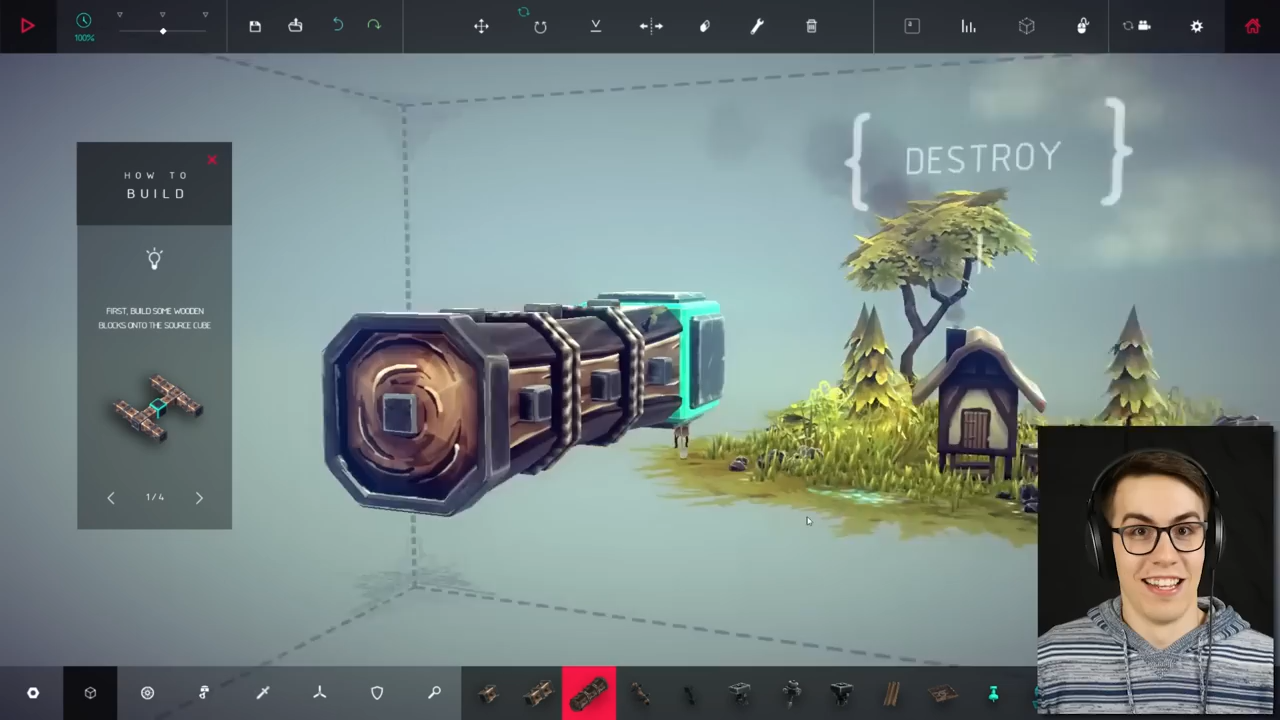 100%
DESTROY
HOW TO
BUILD
FIRST, BUILD SOME WOODEN
BLOCKS ONTO THE SOURCE CUBE
1/4